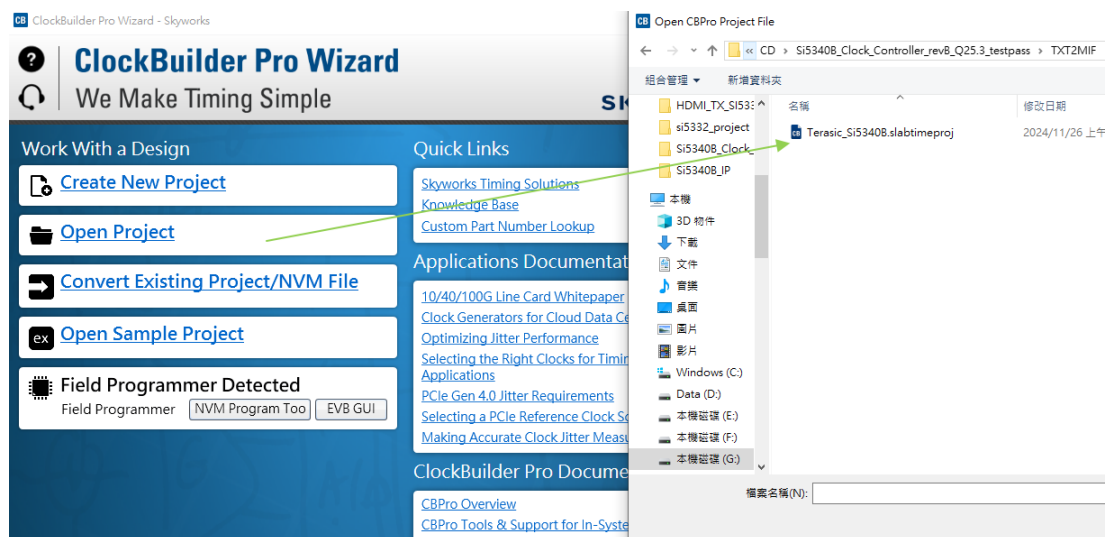 ClockBuilder Pro Wizard - Skyworks
ClockBuilder Pro Wizard
We Make Timing Simple
Work With a Design
Create New Project
Open Project
Convert Existing Project/NVM File
Open Sample Project
Field Programmer Detected
Field Programmer
NVM Program Too
EVB GUI
Quick Links
Skyworks Timing Solutions
Knowledge Base
Custom Part Number Lookup
Applications Documentat
10/40/100G Line Card Whitepaper
Clock Generators for Cloud Data Ce
Optimizing Jitter Performance
Selecting the Right Clocks for Timin
Applications
PCIe Gen 4.0 Jitter Requirements
Selecting a PCIe Reference Clock So
Making Accurate Clock Jitter Measu
ClockBuilder Pro Docume
CBPro Overview
CBPro Tools & Support for In-Syste
Open CBPro Project File
« CD › Si5340B_Clock_Controller_revB_Q25.3_testpass › TXT2MIF
組合管理
新增資料夾
HDMI_TX_SI533
si5332_project
Si5340B_Clock_
Si5340B_IP
本機
3D 物件
下載
文件
音樂
桌面
圖片
影片
Windows (C:)
Data (D:)
本機磁碟 (E:)
本機磁碟 (F:)
本機磁碟 (G:)
名稱
修改日期
Terasic_Si5340B.slabtimeproj
2024/11/26 上午
檔案名稱(N):